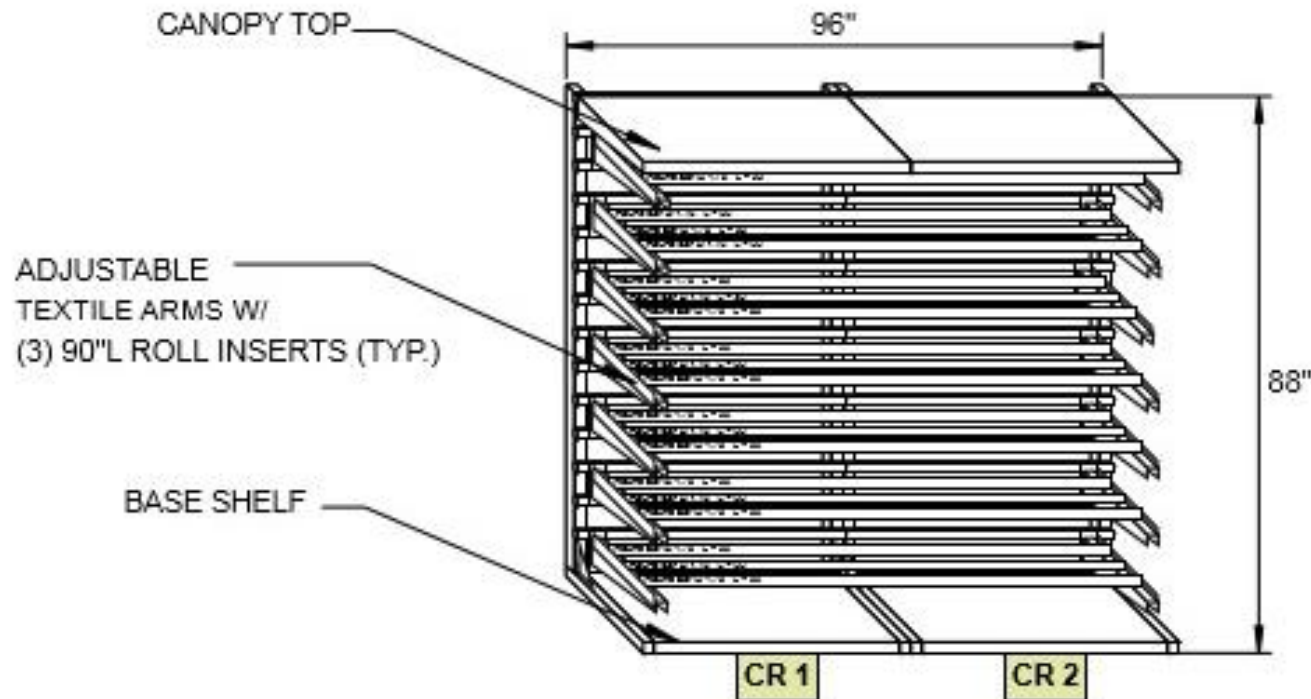 CANOPY TOP
96"
ADJUSTABLE
TEXTILE ARMS W/
(3) 90"L ROLL INSERTS (TYP.)
88"
BASE SHELF
CR 1
CR 2